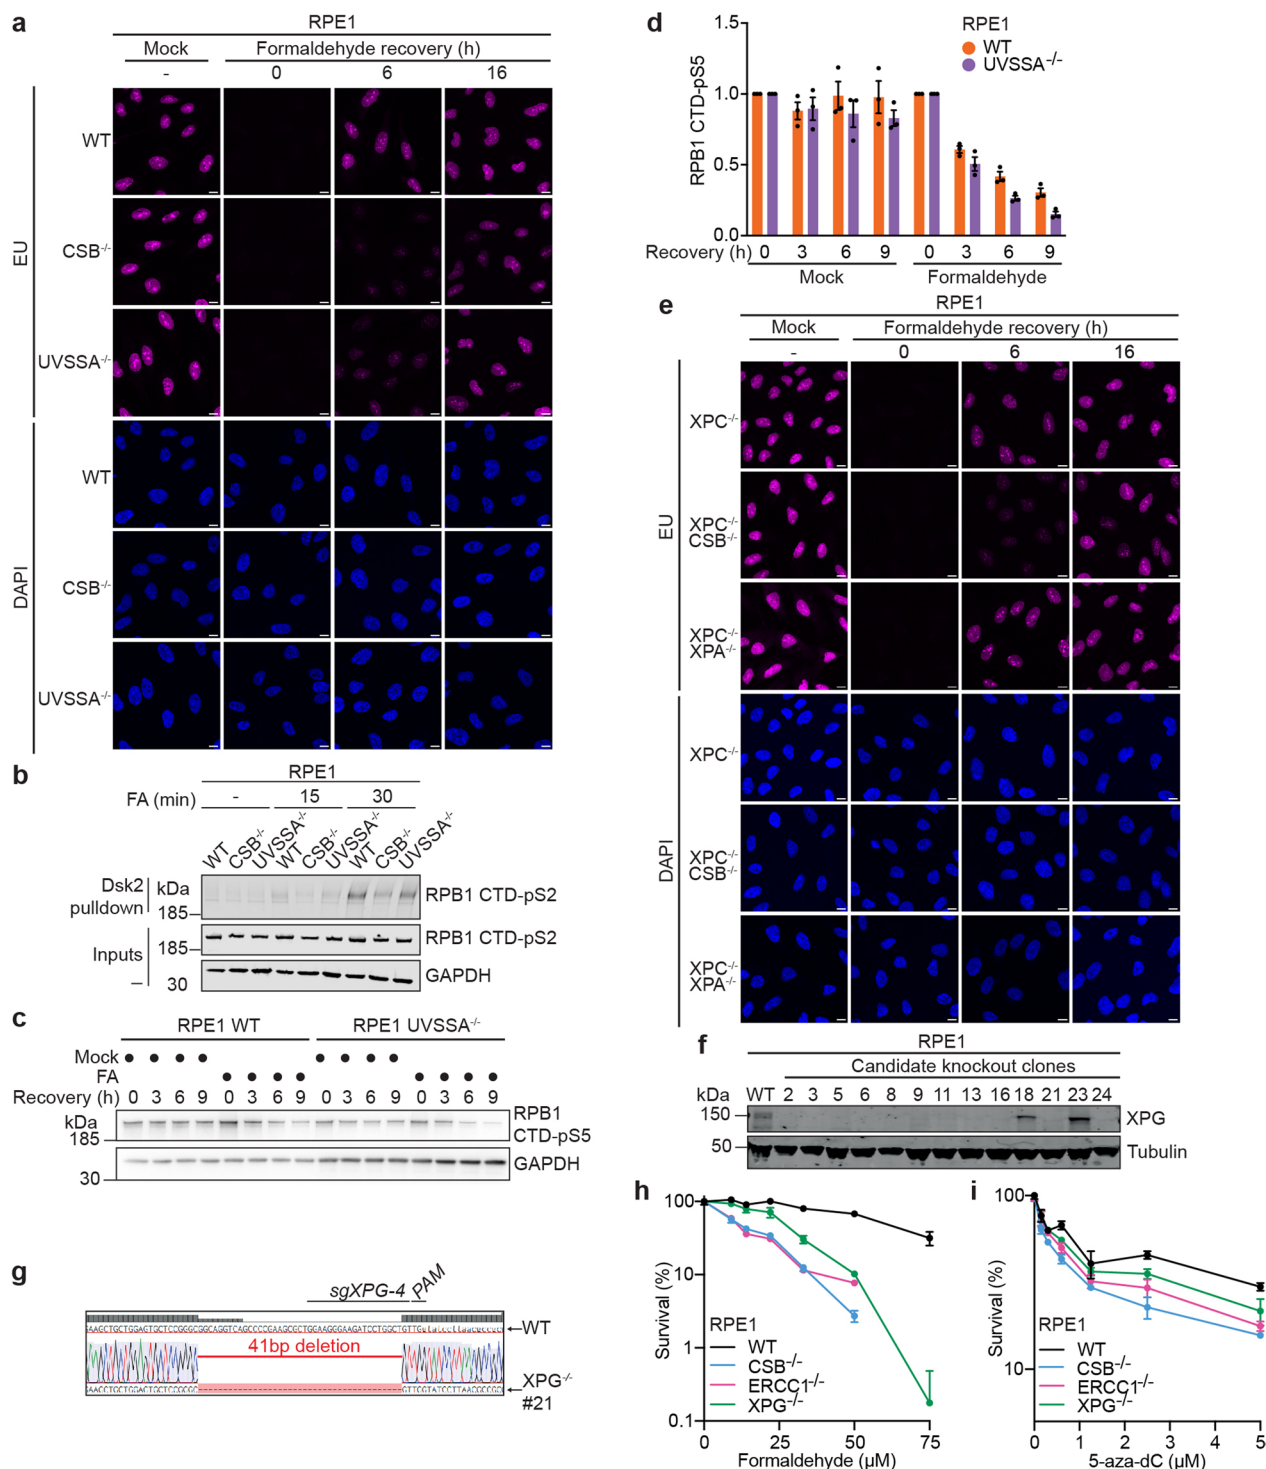 a
RPE1
Mock
Formaldehyde recovery (h)
-
0
6
16
EU
WT
CSB-/-
UVSSA-/-
DAPI
WT
CSB-/-
UVSSA-/-
b
RPE1
FA (min)
-
15
30
WT
CSB-/-
UVSSA-/-
WT
CSB-/-
UVSSA-/-
WT
CSB-/-
UVSSA-/-
Dsk2
pulldown
kDa
185
RPB1 CTD-pS2
Inputs
185
RPB1 CTD-pS2
30
GAPDH
c
RPE1 WT
RPE1 UVSSA-/-
Mock
FA
Recovery (h)
0 3 6 9 0 3 6 9 0 3 6 9 0 3 6 9
kDa
185
RPB1
CTD-pS5
GAPDH
30
d
RPE1
WT
UVSSA-/-
RPB1 CTD-pS5
1.5
1.0
0.5
0.0
Recovery (h)
0 3 6 9 0 3 6 9
Mock
Formaldehyde
e
RPE1
Mock
Formaldehyde recovery (h)
-
0
6
16
EU
XPC-/-
XPC-/-
CSB-/-
XPC-/-
XPA-/-
DAPI
XPC-/-
XPC-/-
CSB-/-
XPC-/-
XPA-/-
f
RPE1
Candidate knockout clones
kDa
WT 2 3 5 6 8 9 11 13 16 18 21 23 24
150
XPG
50
Tubulin
g
sgXPG-4
PAM
WT
41bp deletion
XPG-/-
#21
h
Survival (%)
100
10
1
0.1
RPE1
WT
CSB-/-
ERCC1-/-
XPG-/-
0 25 50 75
Formaldehyde (µM)
i
Survival (%)
100
10
RPE1
WT
CSB-/-
ERCC1-/-
XPG-/-
0 1 2 3 4 5
5-aza-dC (µM)